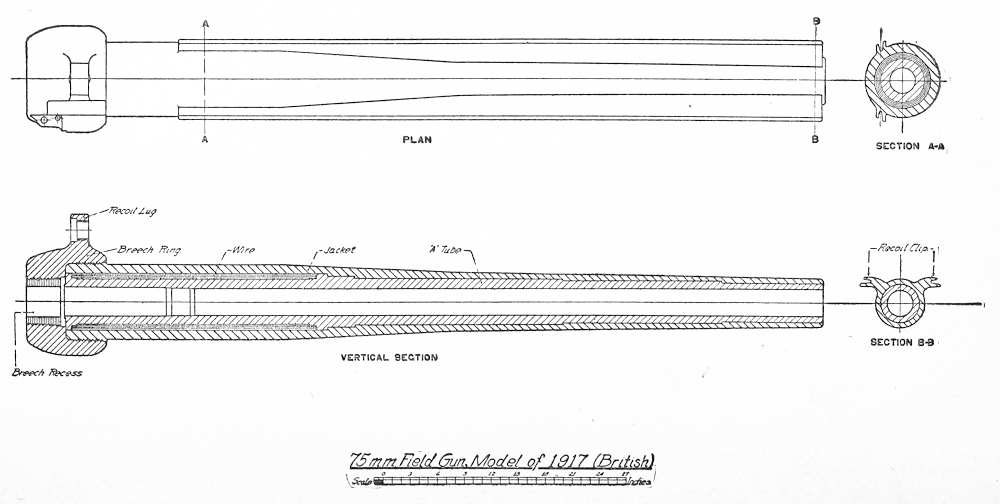 A
B
A
B
PLAN
SECTION A-A
Recoil Lug
Breech Ring
Wire
Jacket
'A' Tube
Recoil Clip
VERTICAL SECTION
SECTION B-B
Breech Recess
75 mm Field Gun, Model of 1917 (British)
0 3 6 9 12 15 18 21 24 27
Scale Inches